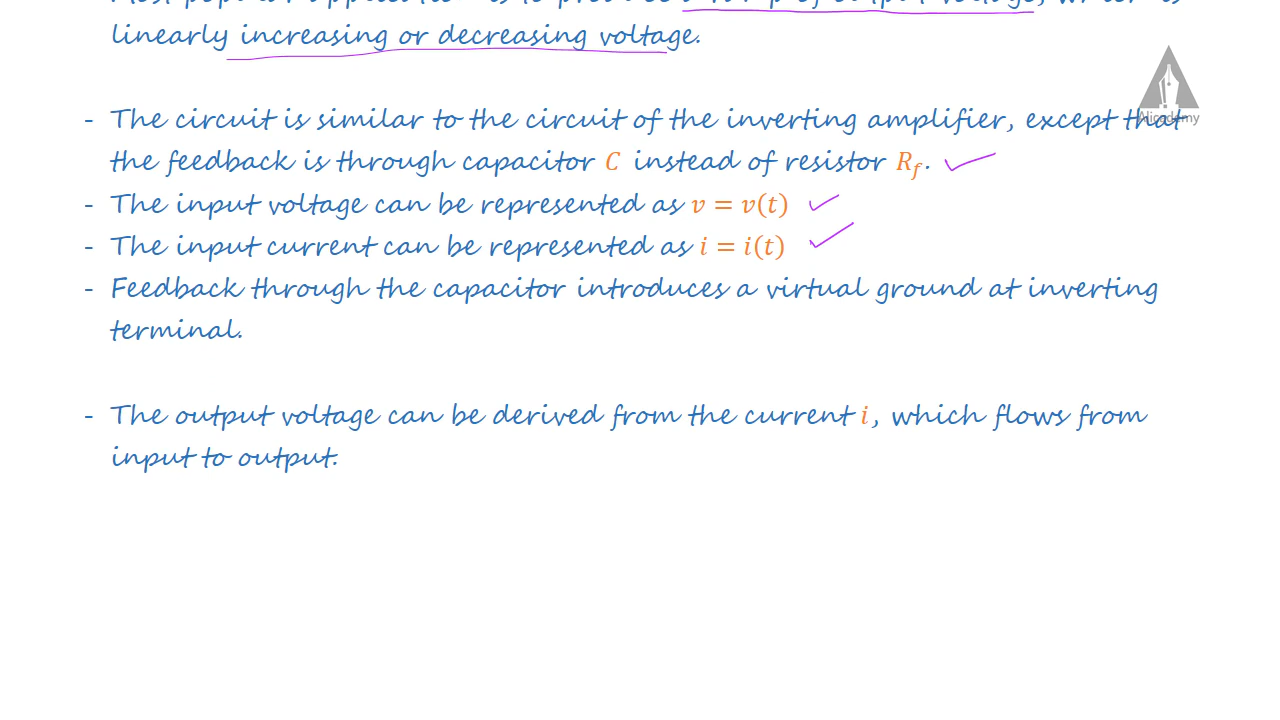 linearly increasing or decreasing voltage.
- The circuit is similar to the circuit of the inverting amplifier, except that
the feedback is through capacitor C instead of resistor R_f.
- The input voltage can be represented as v = v(t)
- The input current can be represented as i = i(t)
- Feedback through the capacitor introduces a virtual ground at inverting
terminal.
- The output voltage can be derived from the current i, which flows from
input to output.
Alicedemy